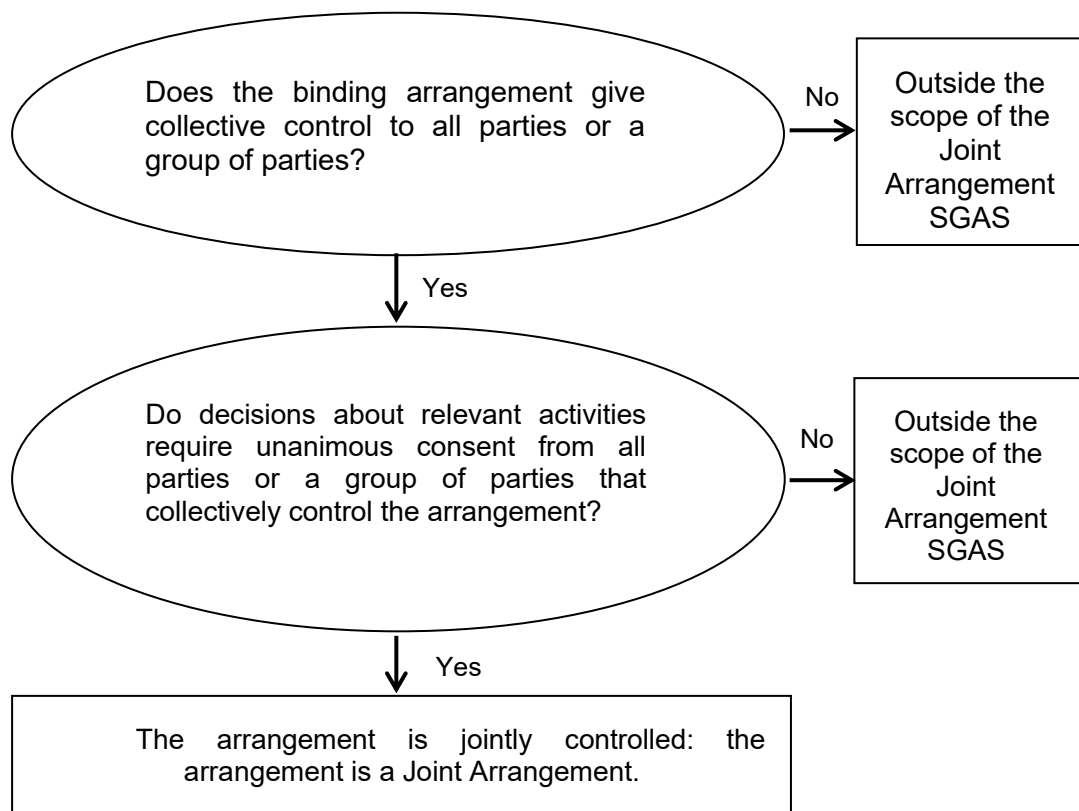 Does the binding arrangement give
collective control to all parties or a
group of parties?
No
Outside the
scope of the
Joint
Arrangement
SGAS
Yes
Do decisions about relevant activities
require unanimous consent from all
parties or a group of parties that
collectively control the arrangement?
No
Outside the
scope of the
Joint
Arrangement
SGAS
Yes
The arrangement is jointly controlled: the
arrangement is a Joint Arrangement.